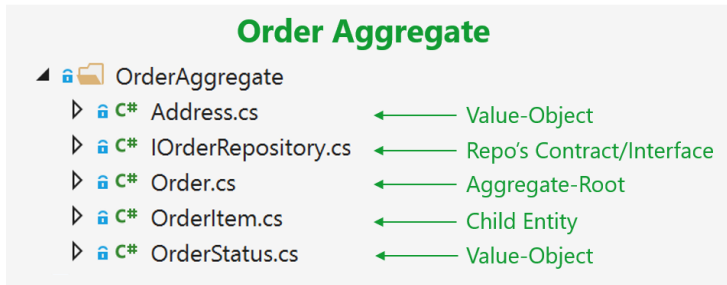 Order Aggregate
OrderAggregate
C# Address.cs Value-Object
C# IOrderRepository.cs Repo's Contract/Interface
C# Order.cs Aggregate-Root
C# OrderItem.cs Child Entity
C# OrderStatus.cs Value-Object